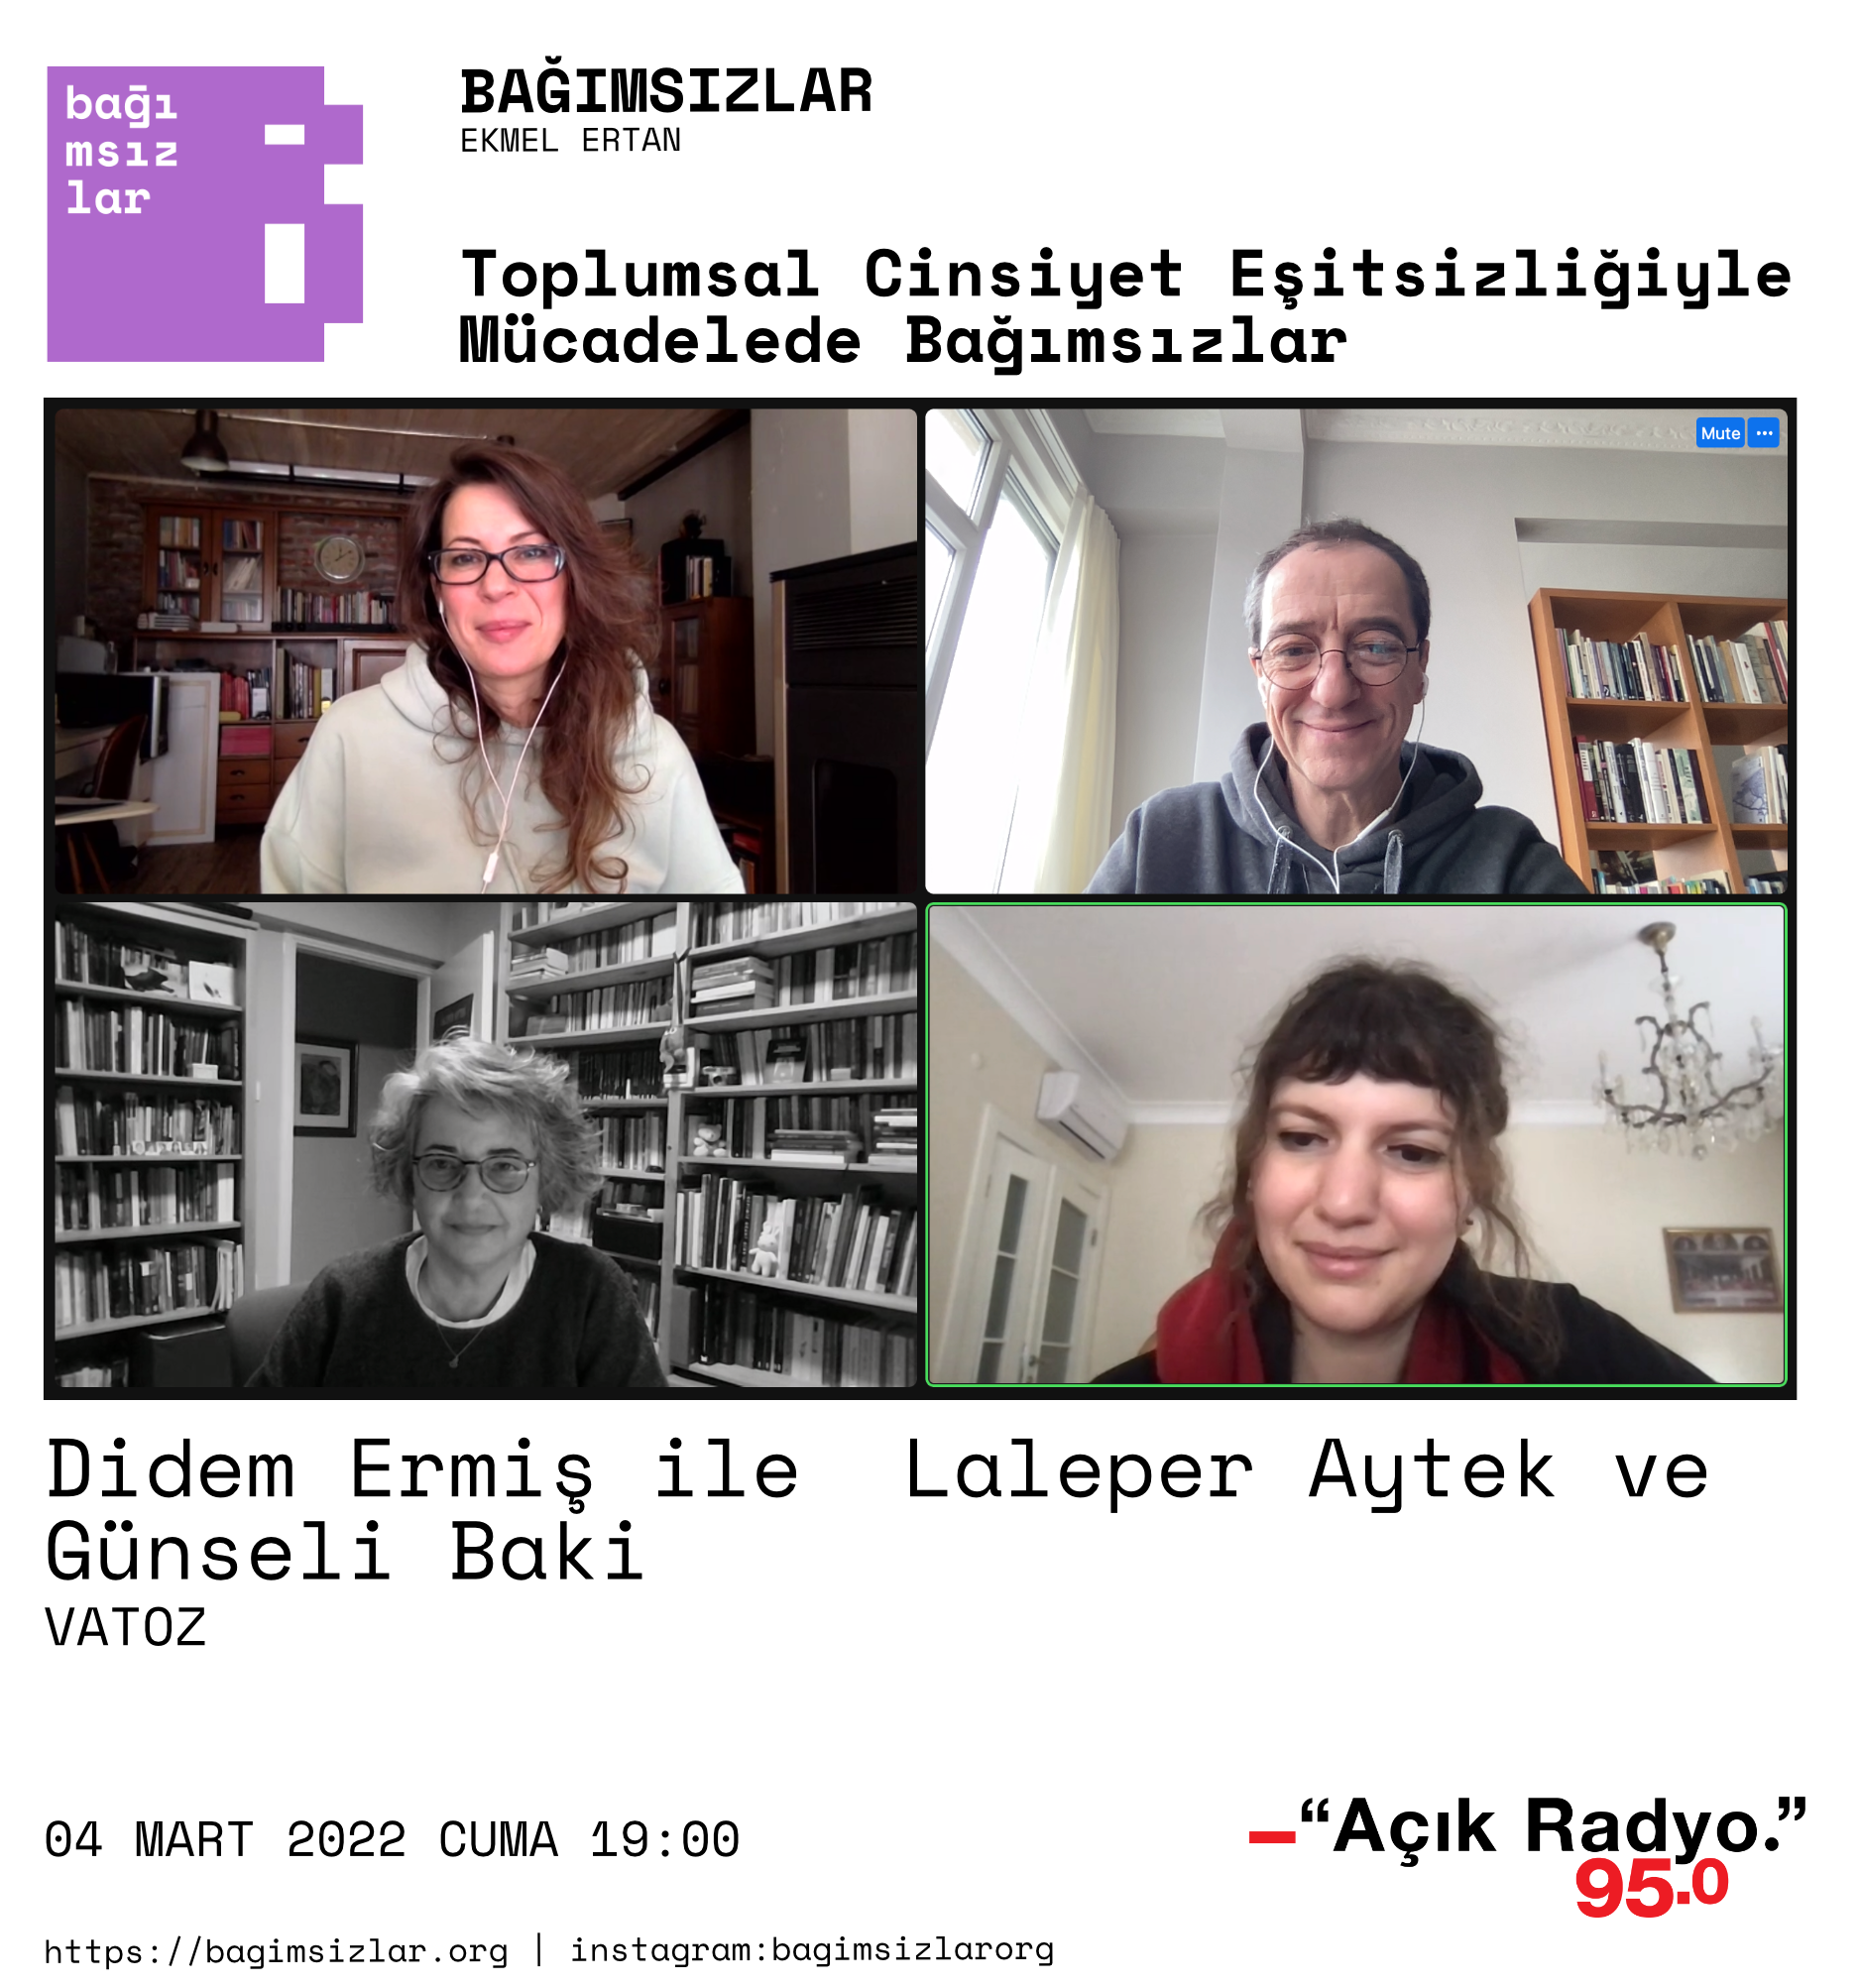 bağı
msız
lar
BAĞIMSIZLAR
EKMEL ERTAN
Toplumsal Cinsiyet Eşitsizliğiyle
Mücadelede Bağımsızlar
Mute
Didem Ermiş ile Laleper Aytek ve
Günseli Baki
VATOZ
04 MART 2022 CUMA 19:00
“Açık Radyo.”
95.0
https://bagimsizlar.org | instagram:bagimsizlarorg